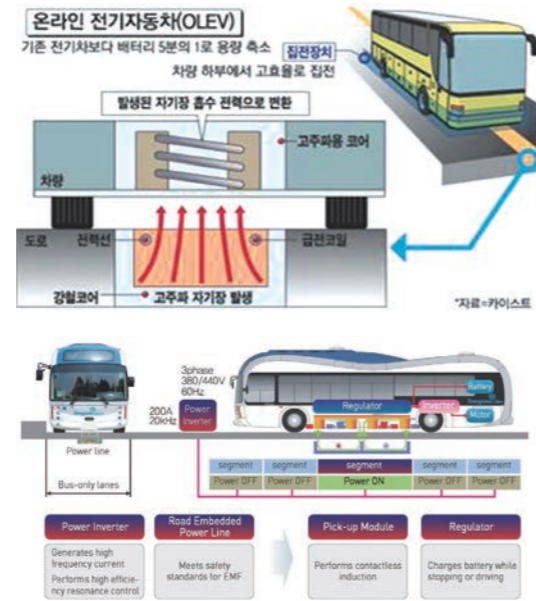 온라인 전기자동차(OLEV)
기존 전기차보다 배터리 5분의 1로 용량 축소
집전장치
차량 하부에서 고효율로 집전
발생된 자기장 흡수 전력으로 변환
고주파용 코어
차량
도로
전력선
급전코일
강철코어
고주파 자기장 발생
*자료=카이스트
3phase
380/440V
60Hz
200A
20kHz
Power
Inverter
Regulator
Battery
Inverter
Motor
Power line
Bus-only lanes
segment segment segment segment segment
Power OFF Power OFF Power ON Power OFF Power OFF
Power Inverter
Generates high
frequency current
Performs high efficie-
ncy resonance control
Road Embedded
Power Line
Meets safety
standards for EMF
Pick-up Module
Performs contactless
induction
Regulator
Charges battery while
stopping or driving